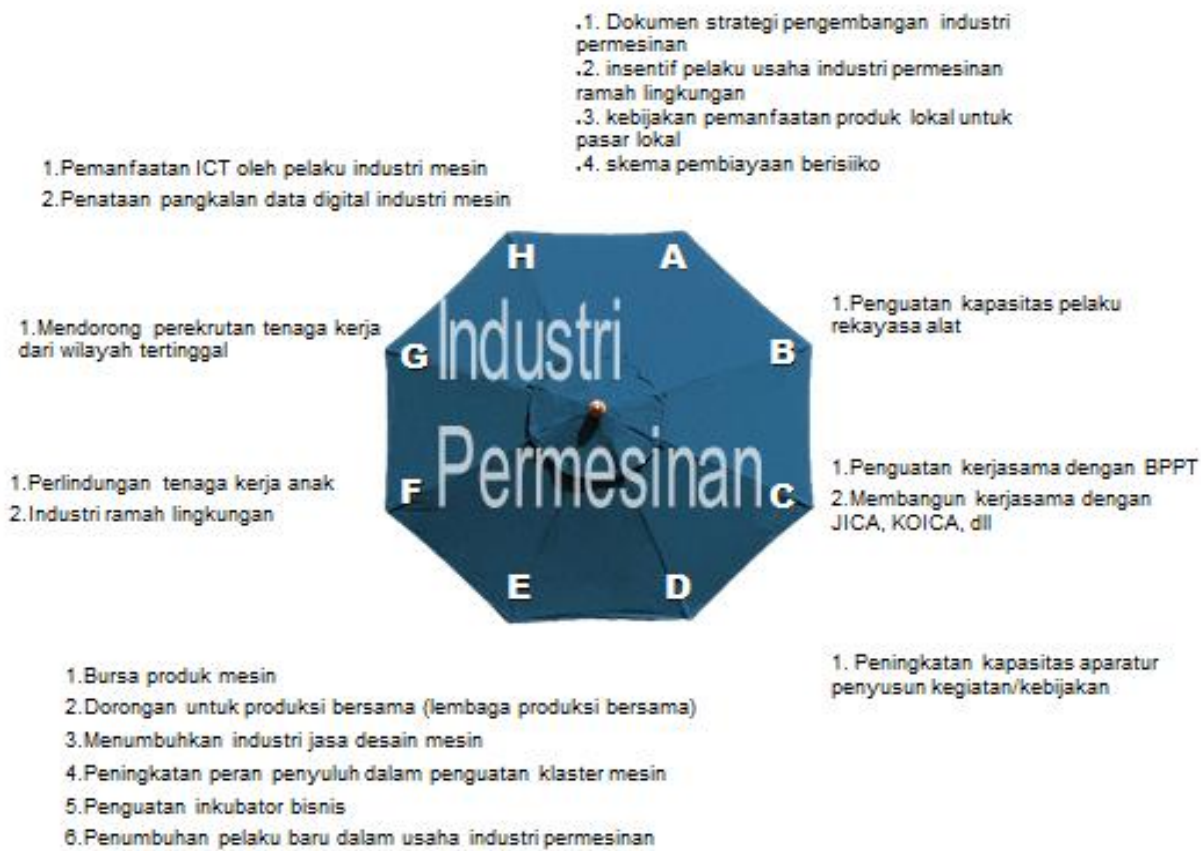 .1. Dokumen strategi pengembangan industri
permesinan
.2. insentif pelaku usaha industri permesinan
ramah lingkungan
.3. kebijakan pemanfaatan produk lokal untuk
pasar lokal
.4. skema pembiayaan berisiiko
1.Pemanfaatan ICT oleh pelaku industri mesin
2.Penataan pangkalan data digital industri mesin
H
A
1.Penguatan kapasitas pelaku
rekayasa alat
1.Mendorong perekrutan tenaga kerja
dari wilayah tertinggal
G
B
Industri
Permesinan
1.Perlindungan tenaga kerja anak
2.Industri ramah lingkungan
F
C
1.Penguatan kerjasama dengan BPPT
2.Membangun kerjasama dengan
JICA, KOICA, dll
E
D
1. Peningkatan kapasitas aparatur
penyusun kegiatan/kebijakan
1.Bursa produk mesin
2.Dorongan untuk produksi bersama (lembaga produksi bersama)
3.Menumbuhkan industri jasa desain mesin
4.Peningkatan peran penyuluh dalam penguatan klaster mesin
5.Penguatan inkubator bisnis
6.Penumbuhan pelaku baru dalam usaha industri permesinan